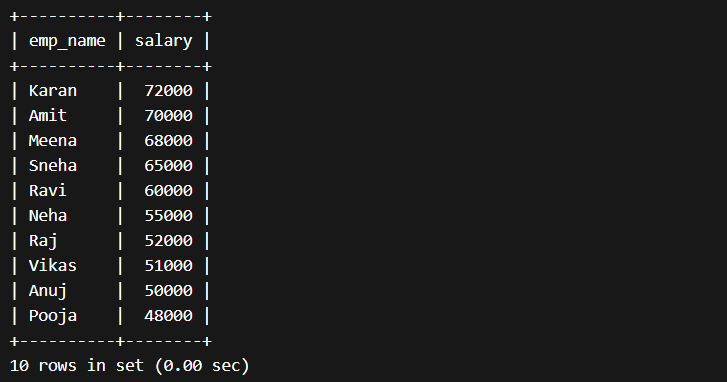 +----------+--------+
| emp_name | salary |
+----------+--------+
| Karan    |  72000 |
| Amit     |  70000 |
| Meena    |  68000 |
| Sneha    |  65000 |
| Ravi     |  60000 |
| Neha     |  55000 |
| Raj      |  52000 |
| Vikas    |  51000 |
| Anuj     |  50000 |
| Pooja    |  48000 |
+----------+--------+
10 rows in set (0.00 sec)